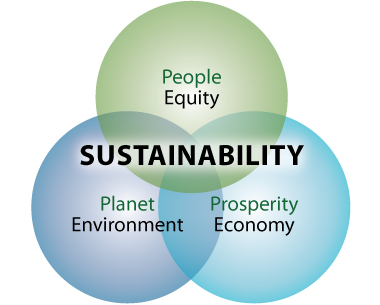 People
Equity
SUSTAINABILITY
Planet
Environment
Prosperity
Economy